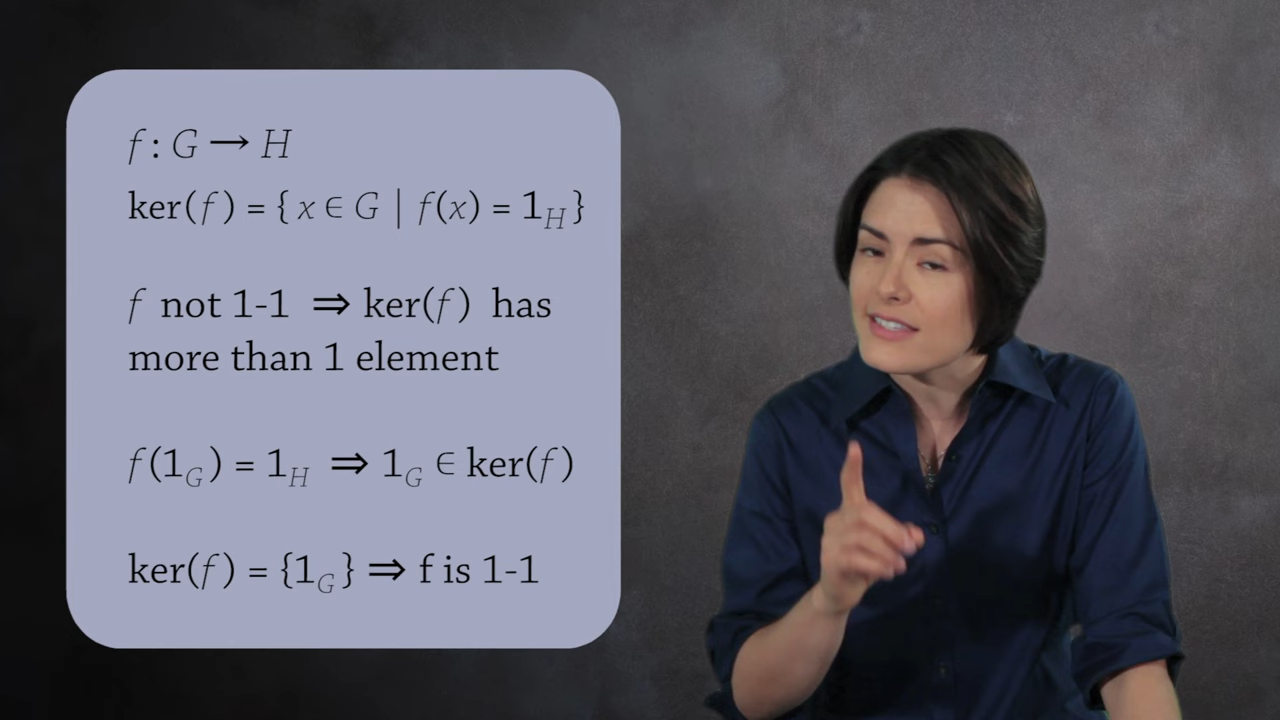 f : G → H
ker(f) = { x ∈ G | f(x) = 1_H }
f not 1-1 ⇒ ker(f) has
more than 1 element
f(1_G) = 1_H ⇒ 1_G ∈ ker(f)
ker(f) = {1_G} ⇒ f is 1-1